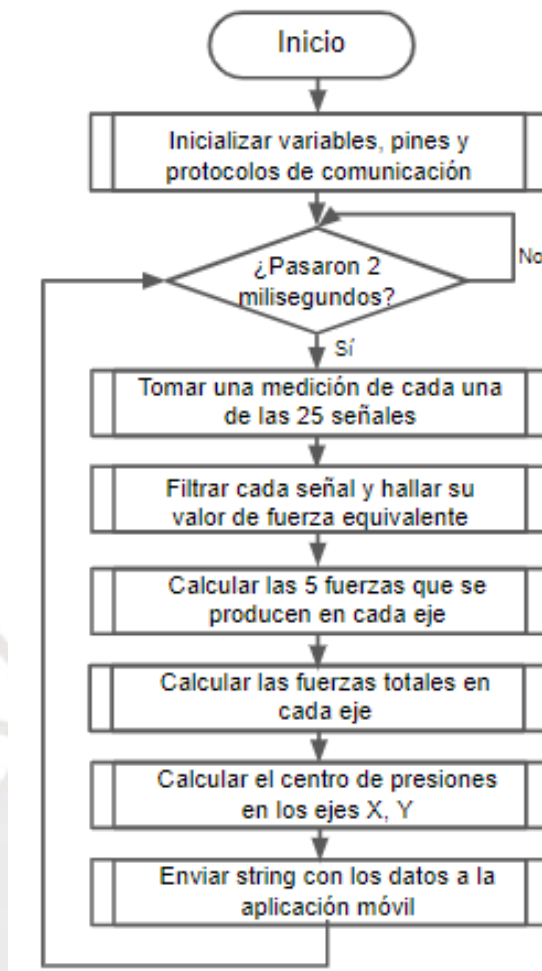 Inicio
Inicializar variables, pines y
protocolos de comunicación
¿Pasaron 2
milisegundos?
No
Sí
Tomar una medición de cada una
de las 25 señales
Filtrar cada señal y hallar su
valor de fuerza equivalente
Calcular las 5 fuerzas que se
producen en cada eje
Calcular las fuerzas totales en
cada eje
Calcular el centro de presiones
en los ejes X, Y
Enviar string con los datos a la
aplicación móvil